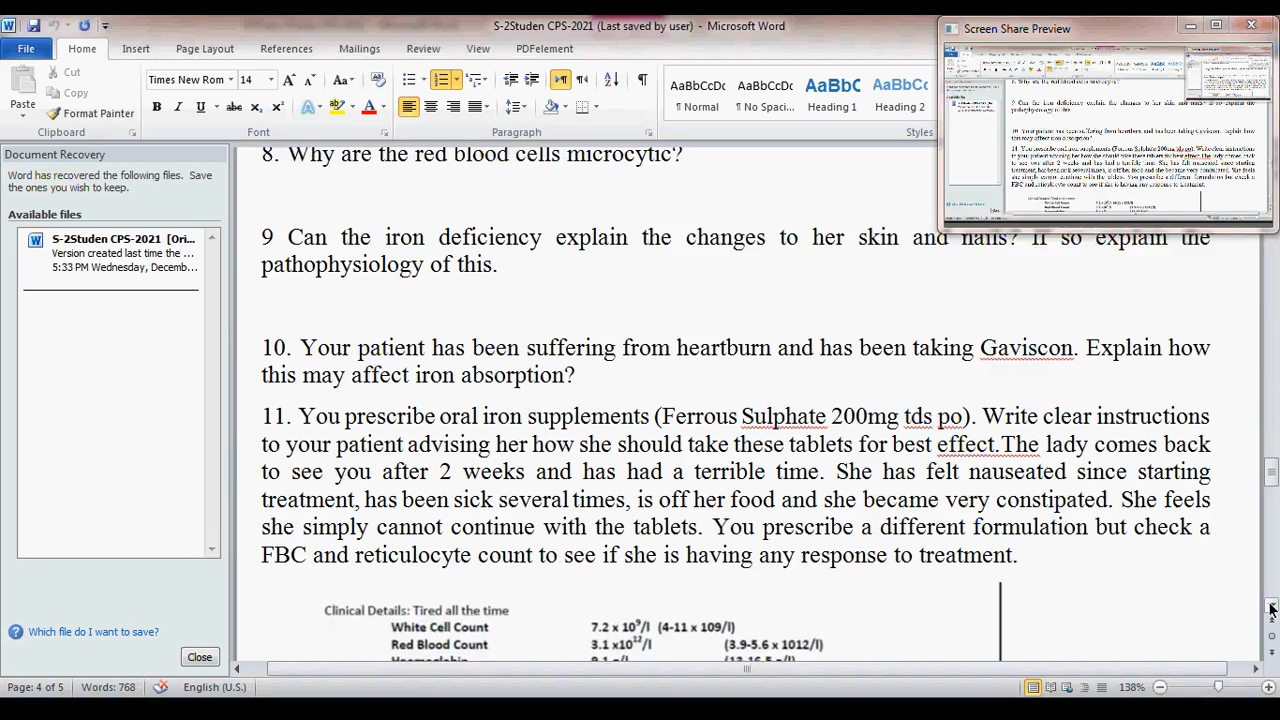 S-2Studen CPS-2021 (Last saved by user) - Microsoft Word
Screen Share Preview
File Home Insert Page Layout References Mailings Review View PDFelement
Cut
Copy
Paste
Format Painter
Times New Rom 14
AaBbCcDc AaBbCcDc AaBbC AaBbCc
¶ Normal ¶ No Spaci... Heading 1 Heading 2
Clipboard Font Paragraph Styles
Document Recovery
Word has recovered the following files. Save
the ones you wish to keep.
Available files
S-2Studen CPS-2021 [Ori...
Version created last time the ...
5:33 PM Wednesday, Decemb...
Which file do I want to save?
Close
8. Why are the red blood cells microcytic?
9 Can the iron deficiency explain the changes to her skin and nails? If so explain the
pathophysiology of this.
10. Your patient has been suffering from heartburn and has been taking Gaviscon. Explain how
this may affect iron absorption?
11. You prescribe oral iron supplements (Ferrous Sulphate 200mg tds po). Write clear instructions
to your patient advising her how she should take these tablets for best effect.The lady comes back
to see you after 2 weeks and has had a terrible time. She has felt nauseated since starting
treatment, has been sick several times, is off her food and she became very constipated. She feels
she simply cannot continue with the tablets. You prescribe a different formulation but check a
FBC and reticulocyte count to see if she is having any response to treatment.
Clinical Details: Tired all the time
White Cell Count 7.2 x 10⁹/l (4-11 x 109/l)
Red Blood Count 3.1 x10¹²/l (3.9-5.6 x 1012/l)
Page: 4 of 5 Words: 768 English (U.S.) 138%